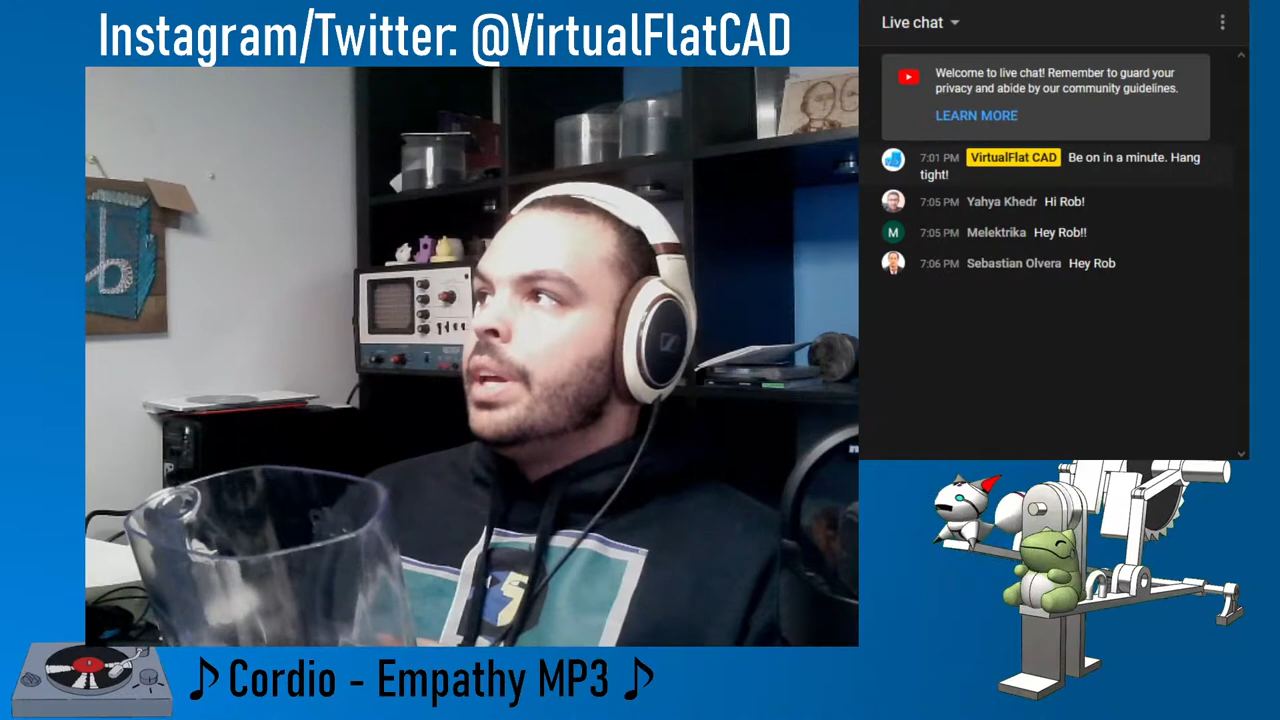 Instagram/Twitter: @VirtualFlatCAD
Live chat
Welcome to live chat! Remember to guard your
privacy and abide by our community guidelines.
LEARN MORE
7:01 PM VirtualFlat CAD Be on in a minute. Hang
tight!
7:05 PM Yahya Khedr Hi Rob!
M 7:05 PM Melektrika Hey Rob!!
7:06 PM Sebastian Olvera Hey Rob
♪ Cordio - Empathy MP3 ♪